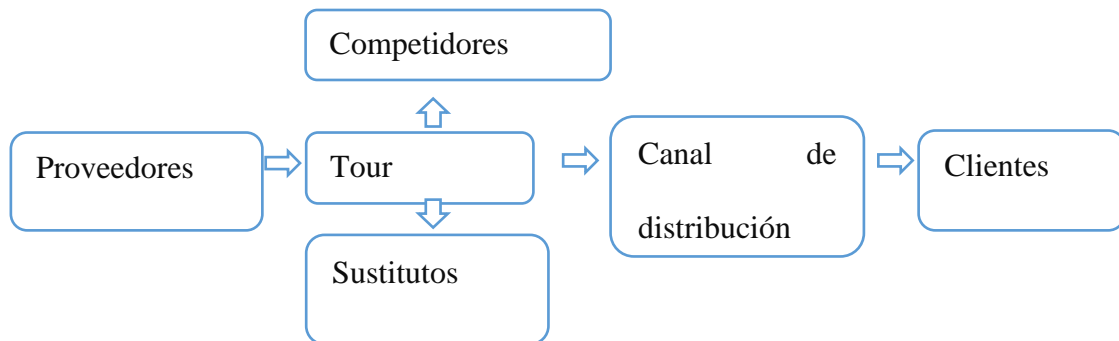 Competidores
Proveedores
Tour
Canal de
distribución
Clientes
Sustitutos